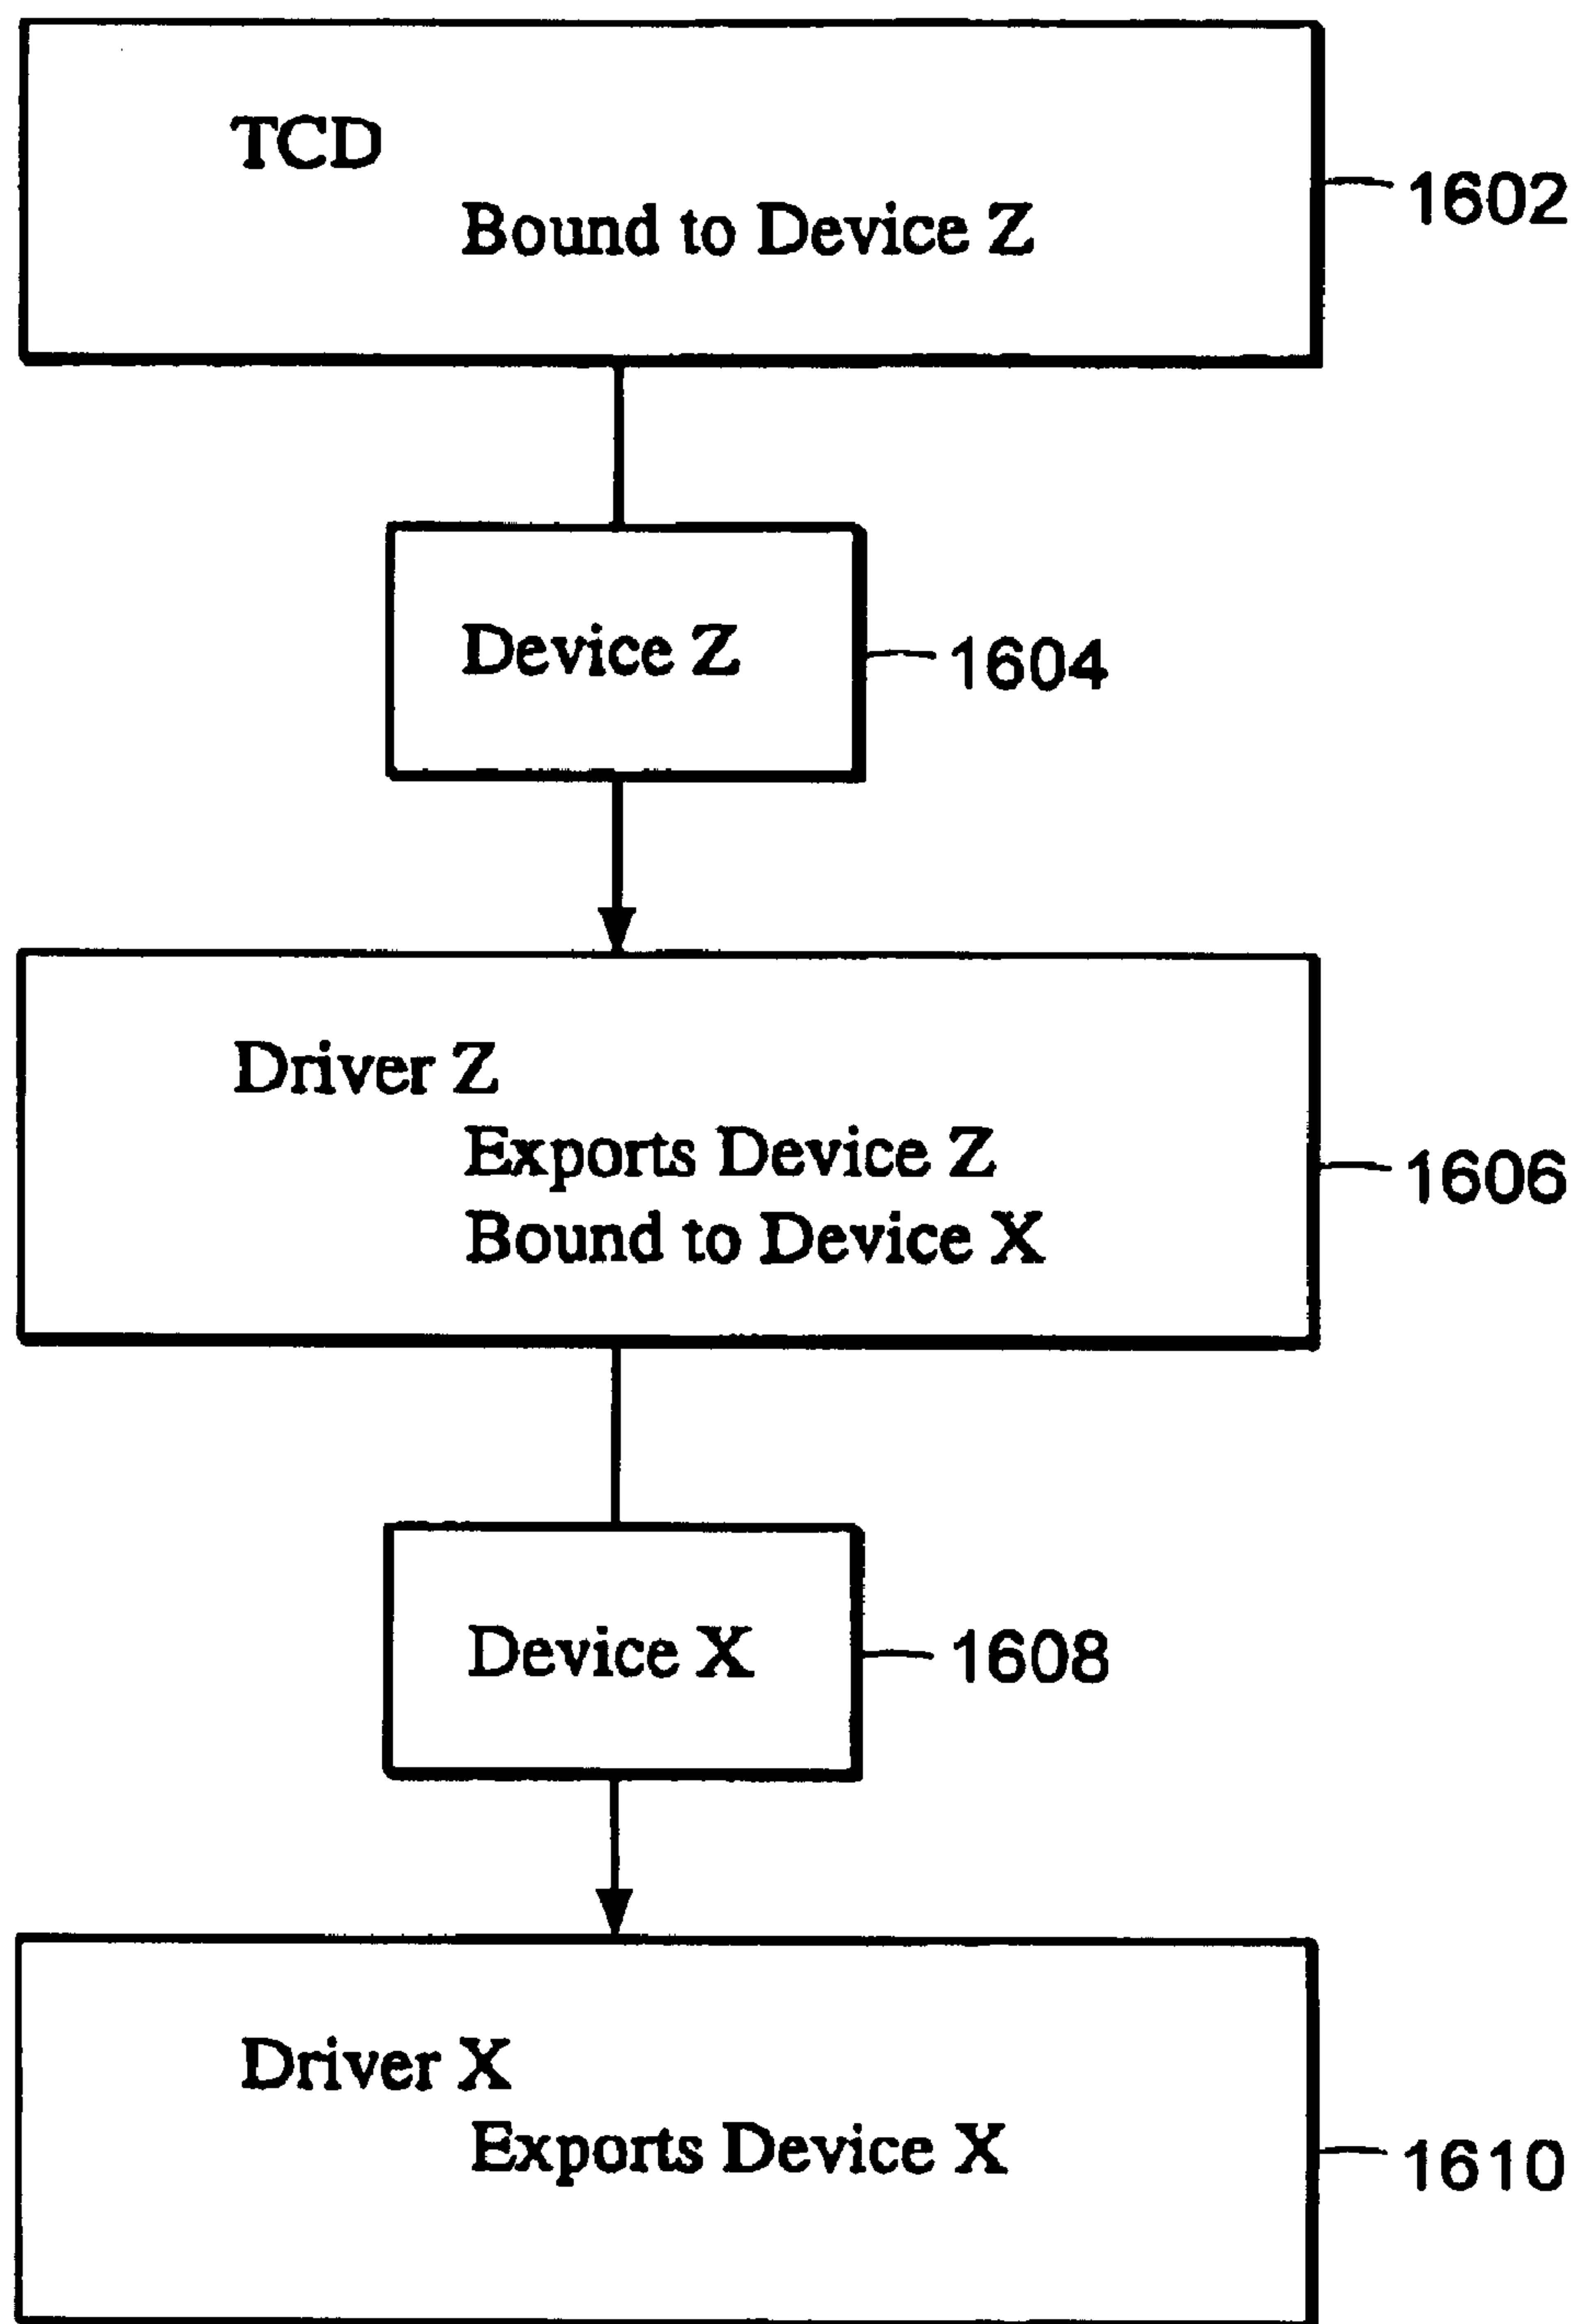 TCD
Bound to Device Z
1602
Device Z
1604
Driver Z
Exports Device Z
Bound to Device X
1606
Device X
1608
Driver X
Exports Device X
1610